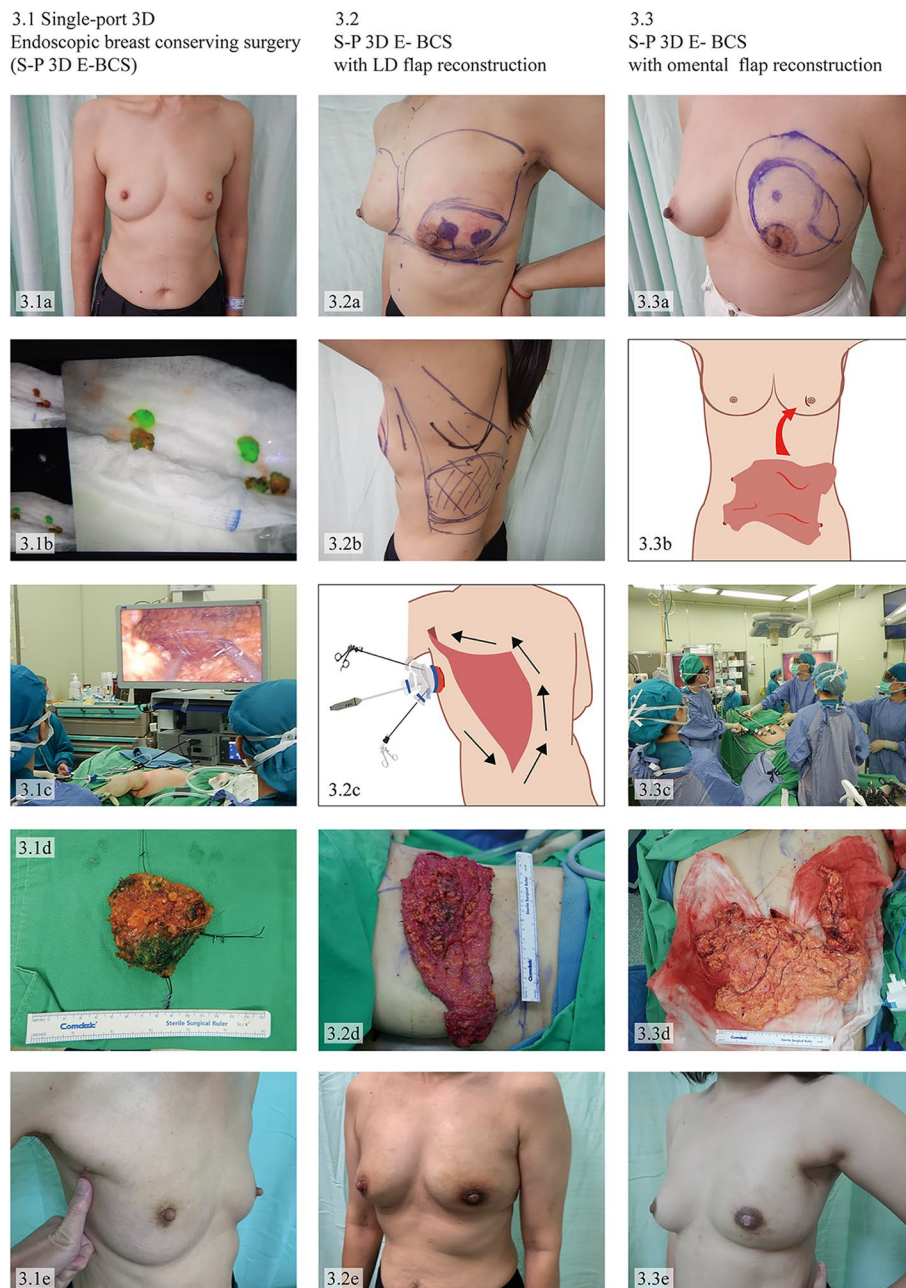 3.1 Single-port 3D
Endoscopic breast conserving surgery
(S-P 3D E-BCS)
3.2
S-P 3D E- BCS
with LD flap reconstruction
3.3
S-P 3D E- BCS
with omental  flap reconstruction
3.1a
3.2a
3.3a
3.1b
3.2b
3.3b
3.1c
3.2c
3.3c
3.1d
Comdek
Sterile Surgical Ruler
3.2d
Sterile Surgical Ruler
Comdek
3.3d
Comdek
Sterile Surgical Ruler
3.1e
3.2e
3.3e